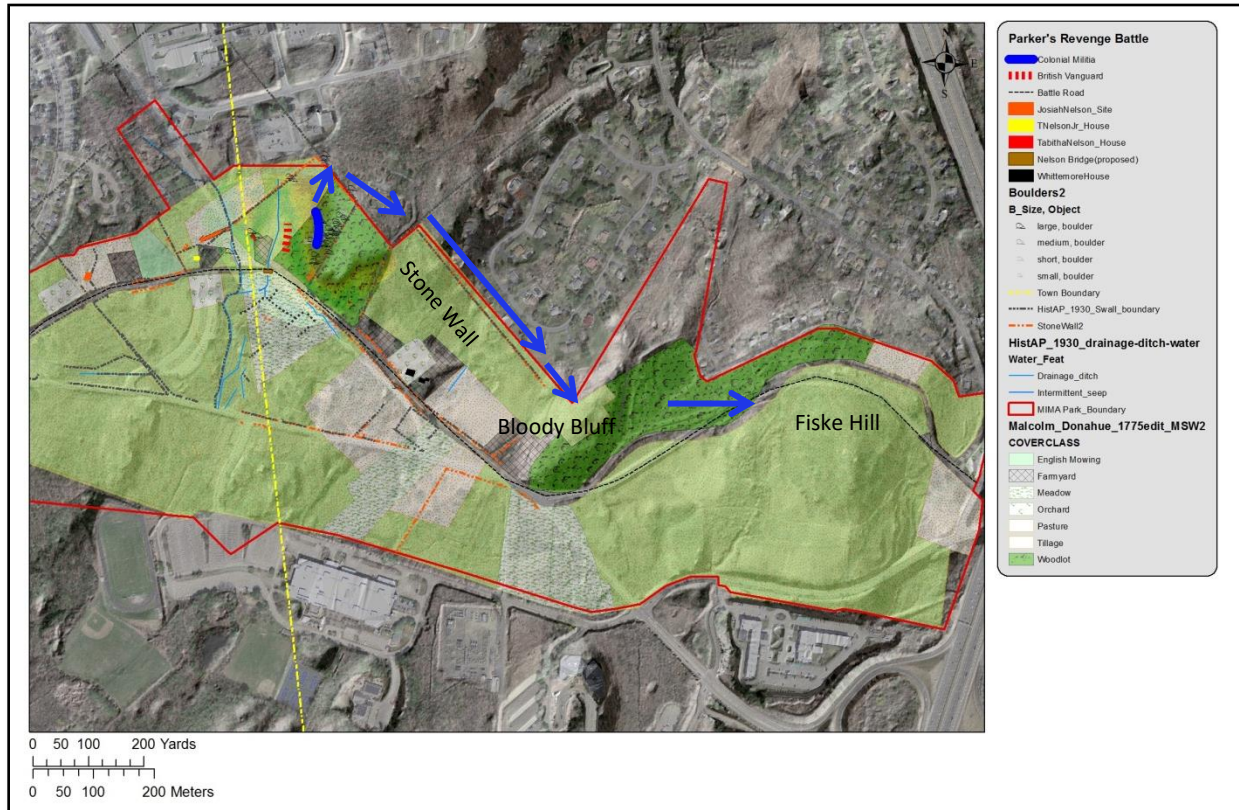 Stone Wall
Bloody Bluff
Fiske Hill
E
S
Parker's Revenge Battle
Colonial Militia
British Vanguard
Battle Road
JosiahNelson_Site
TNelsonJr_House
TabithaNelson_House
Nelson Bridge(proposed)
WhittemoreHouse
Boulders2
B_Size, Object
large, boulder
medium, boulder
short, boulder
small, boulder
Town Boundary
HistAP_1930_Swall_boundary
StoneWall2
HistAP_1930_drainage-ditch-water
Water_Feat
Drainage_ditch
Intermittent_seep
MIMA Park_Boundary
Malcolm_Donahue_1775edit_MSW2
COVERCLASS
English Mowing
Farmyard
Meadow
Orchard
Pasture
Tillage
Woodlot
0 50 100 200 Yards
0 50 100 200 Meters